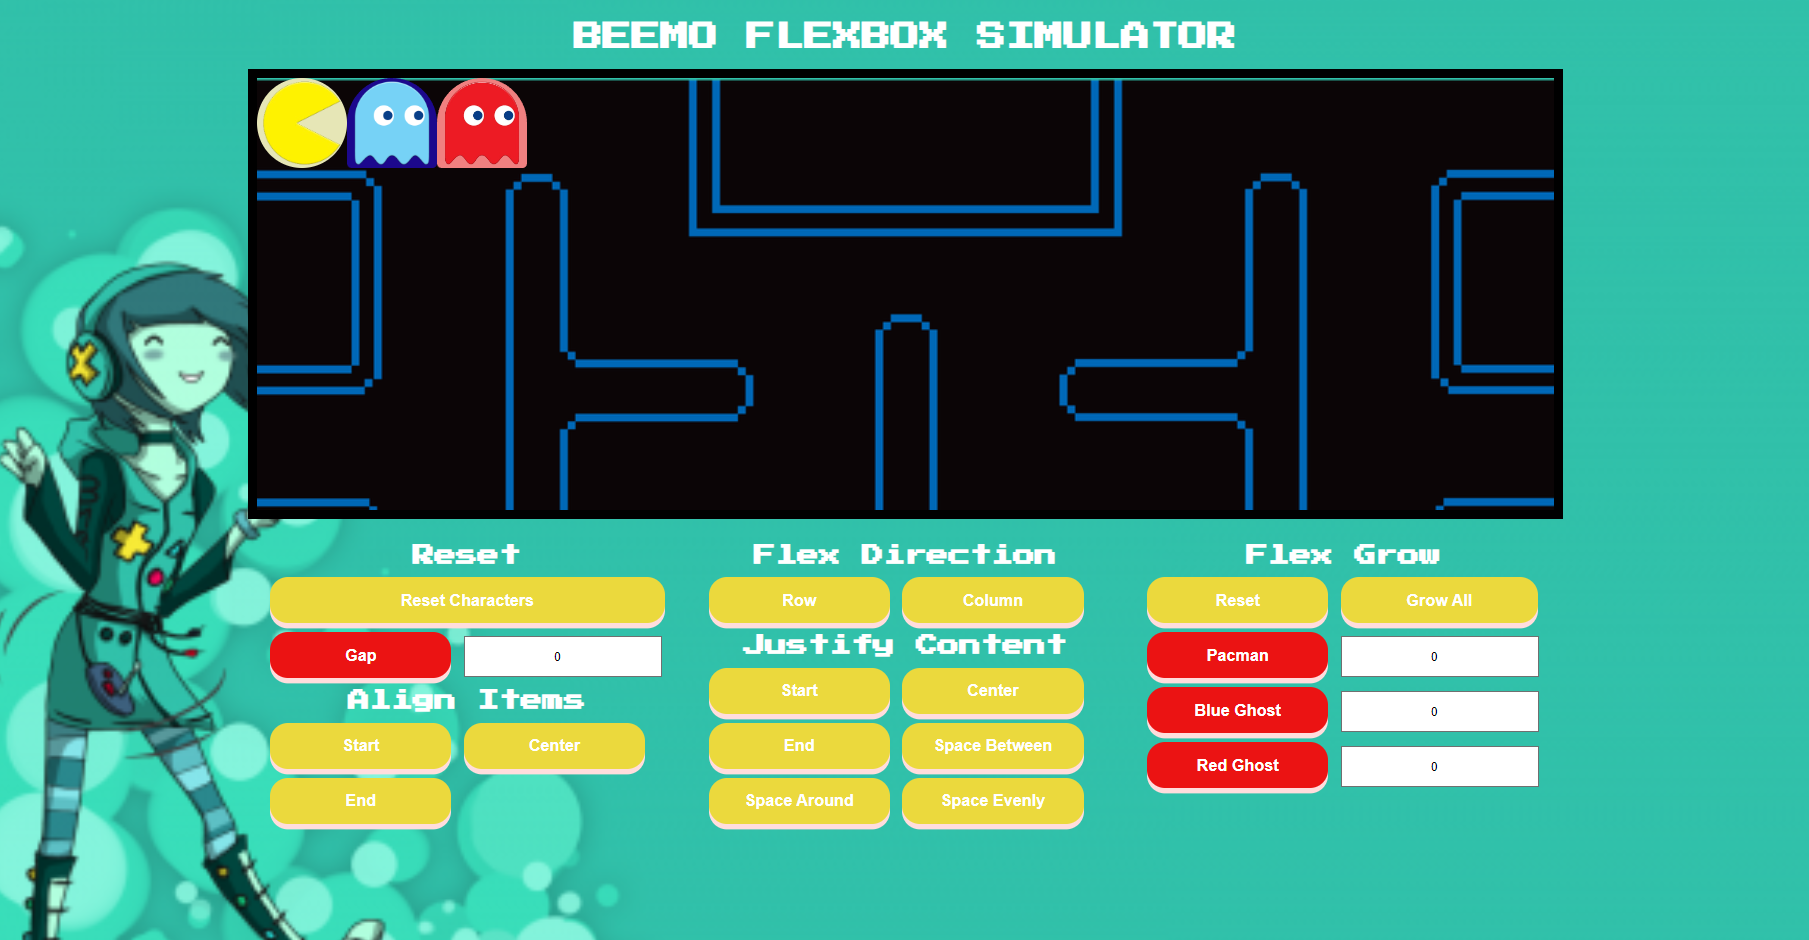 BEEMO FLEXBOX SIMULATOR
Reset
Reset Characters
Gap
0
Align Items
Start
Center
End
Flex Direction
Row
Column
Justify Content
Start
Center
End
Space Between
Space Around
Space Evenly
Flex Grow
Reset
Grow All
Pacman
0
Blue Ghost
0
Red Ghost
0